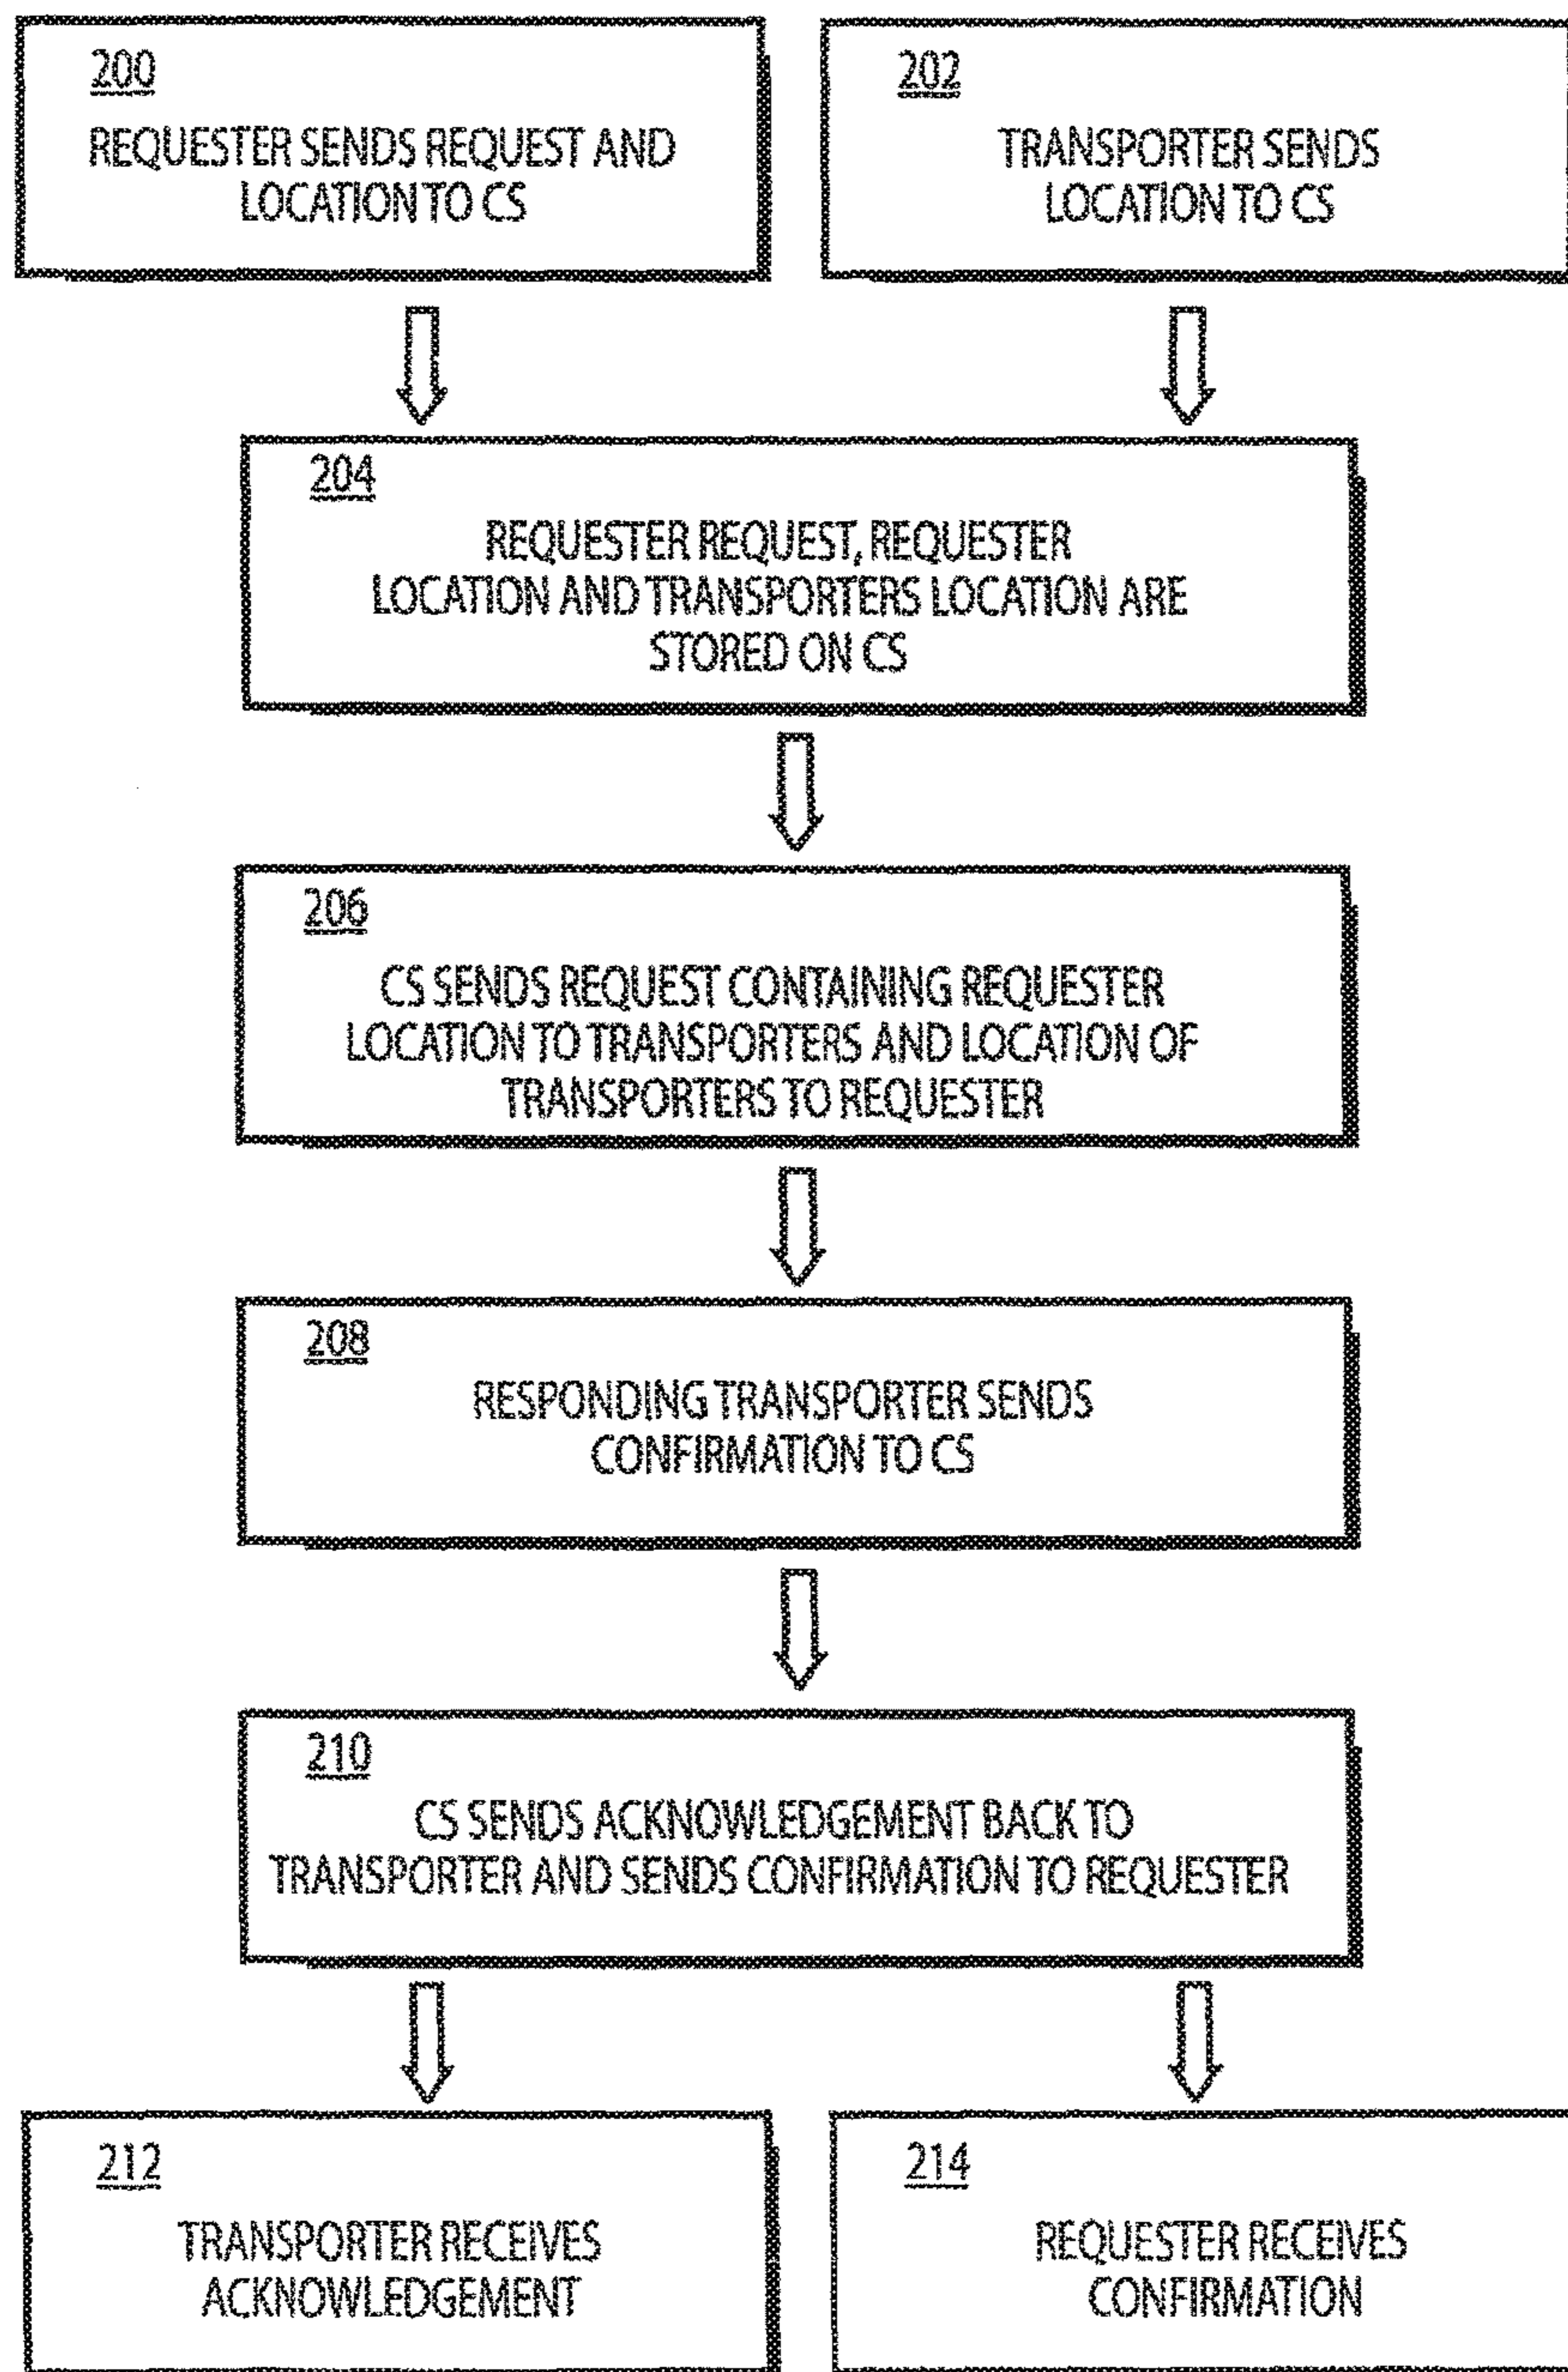 200
REQUESTER SENDS REQUEST AND
LOCATION TO CS
202
TRANSPORTER SENDS
LOCATION TO CS
204
REQUESTER REQUEST, REQUESTER
LOCATION AND TRANSPORTERS LOCATION ARE
STORED ON CS
206
CS SENDS REQUEST CONTAINING REQUESTER
LOCATION TO TRANSPORTERS AND LOCATION OF
TRANSPORTERS TO REQUESTER
208
RESPONDING TRANSPORTER SENDS
CONFIRMATION TO CS
210
CS SENDS ACKNOWLEDGEMENT BACK TO
TRANSPORTER AND SENDS CONFIRMATION TO REQUESTER
212
TRANSPORTER RECEIVES
ACKNOWLEDGEMENT
214
REQUESTER RECEIVES
CONFIRMATION